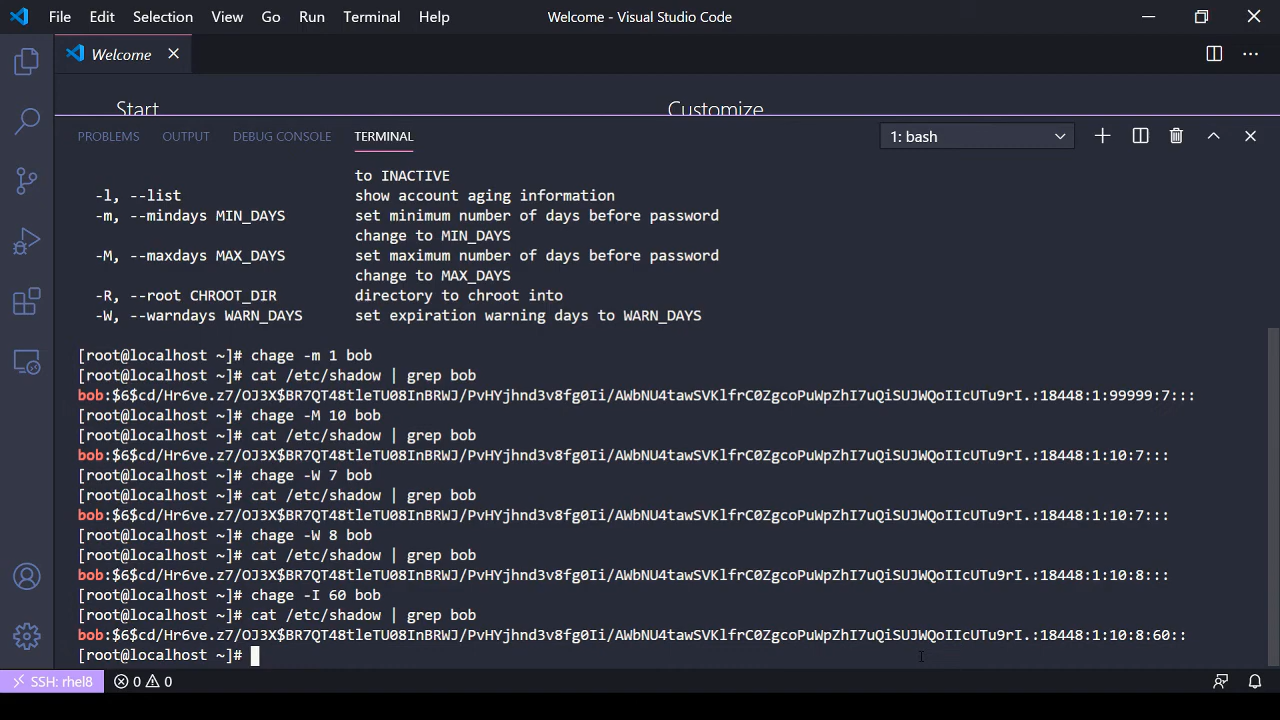 File Edit Selection View Go Run Terminal Help Welcome - Visual Studio Code
Welcome
Start Customize
PROBLEMS OUTPUT DEBUG CONSOLE TERMINAL 1: bash
to INACTIVE
-l, --list show account aging information
-m, --mindays MIN_DAYS set minimum number of days before password
change to MIN_DAYS
-M, --maxdays MAX_DAYS set maximum number of days before password
change to MAX_DAYS
-R, --root CHROOT_DIR directory to chroot into
-W, --warndays WARN_DAYS set expiration warning days to WARN_DAYS
[root@localhost ~]# chage -m 1 bob
[root@localhost ~]# cat /etc/shadow | grep bob
bob:$6$cd/Hr6ve.z7/OJ3X$BR7QT48tleTU08InBRWJ/PvHYjhnd3v8fg0Ii/AWbNU4tawSVKlfrC0ZgcoPuWpZhI7uQiSUJWQoIIcUTu9rI.:18448:1:99999:7:::
[root@localhost ~]# chage -M 10 bob
[root@localhost ~]# cat /etc/shadow | grep bob
bob:$6$cd/Hr6ve.z7/OJ3X$BR7QT48tleTU08InBRWJ/PvHYjhnd3v8fg0Ii/AWbNU4tawSVKlfrC0ZgcoPuWpZhI7uQiSUJWQoIIcUTu9rI.:18448:1:10:7:::
[root@localhost ~]# chage -W 7 bob
[root@localhost ~]# cat /etc/shadow | grep bob
bob:$6$cd/Hr6ve.z7/OJ3X$BR7QT48tleTU08InBRWJ/PvHYjhnd3v8fg0Ii/AWbNU4tawSVKlfrC0ZgcoPuWpZhI7uQiSUJWQoIIcUTu9rI.:18448:1:10:7:::
[root@localhost ~]# chage -W 8 bob
[root@localhost ~]# cat /etc/shadow | grep bob
bob:$6$cd/Hr6ve.z7/OJ3X$BR7QT48tleTU08InBRWJ/PvHYjhnd3v8fg0Ii/AWbNU4tawSVKlfrC0ZgcoPuWpZhI7uQiSUJWQoIIcUTu9rI.:18448:1:10:8:::
[root@localhost ~]# chage -I 60 bob
[root@localhost ~]# cat /etc/shadow | grep bob
bob:$6$cd/Hr6ve.z7/OJ3X$BR7QT48tleTU08InBRWJ/PvHYjhnd3v8fg0Ii/AWbNU4tawSVKlfrC0ZgcoPuWpZhI7uQiSUJWQoIIcUTu9rI.:18448:1:10:8:60::
[root@localhost ~]#
SSH: rhel8 0 0